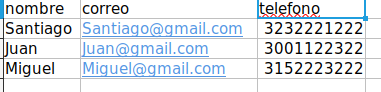 nombre correo telefono
Santiago Santiago@gmail.com 3232221222
Juan Juan@gmail.com 3001122322
Miguel Miguel@gmail.com 3152223222